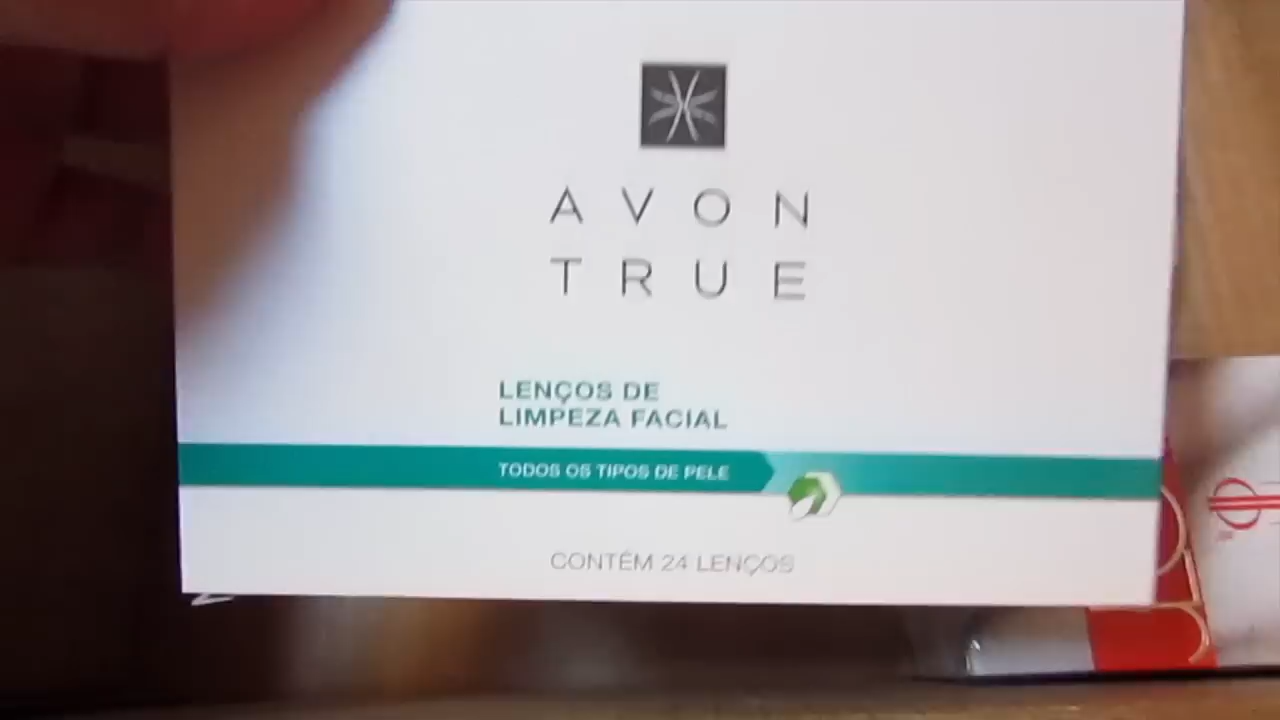 AVON
TRUE
LENÇOS DE
LIMPEZA FACIAL
TODOS OS TIPOS DE PELE
CONTÉM 24 LENÇOS